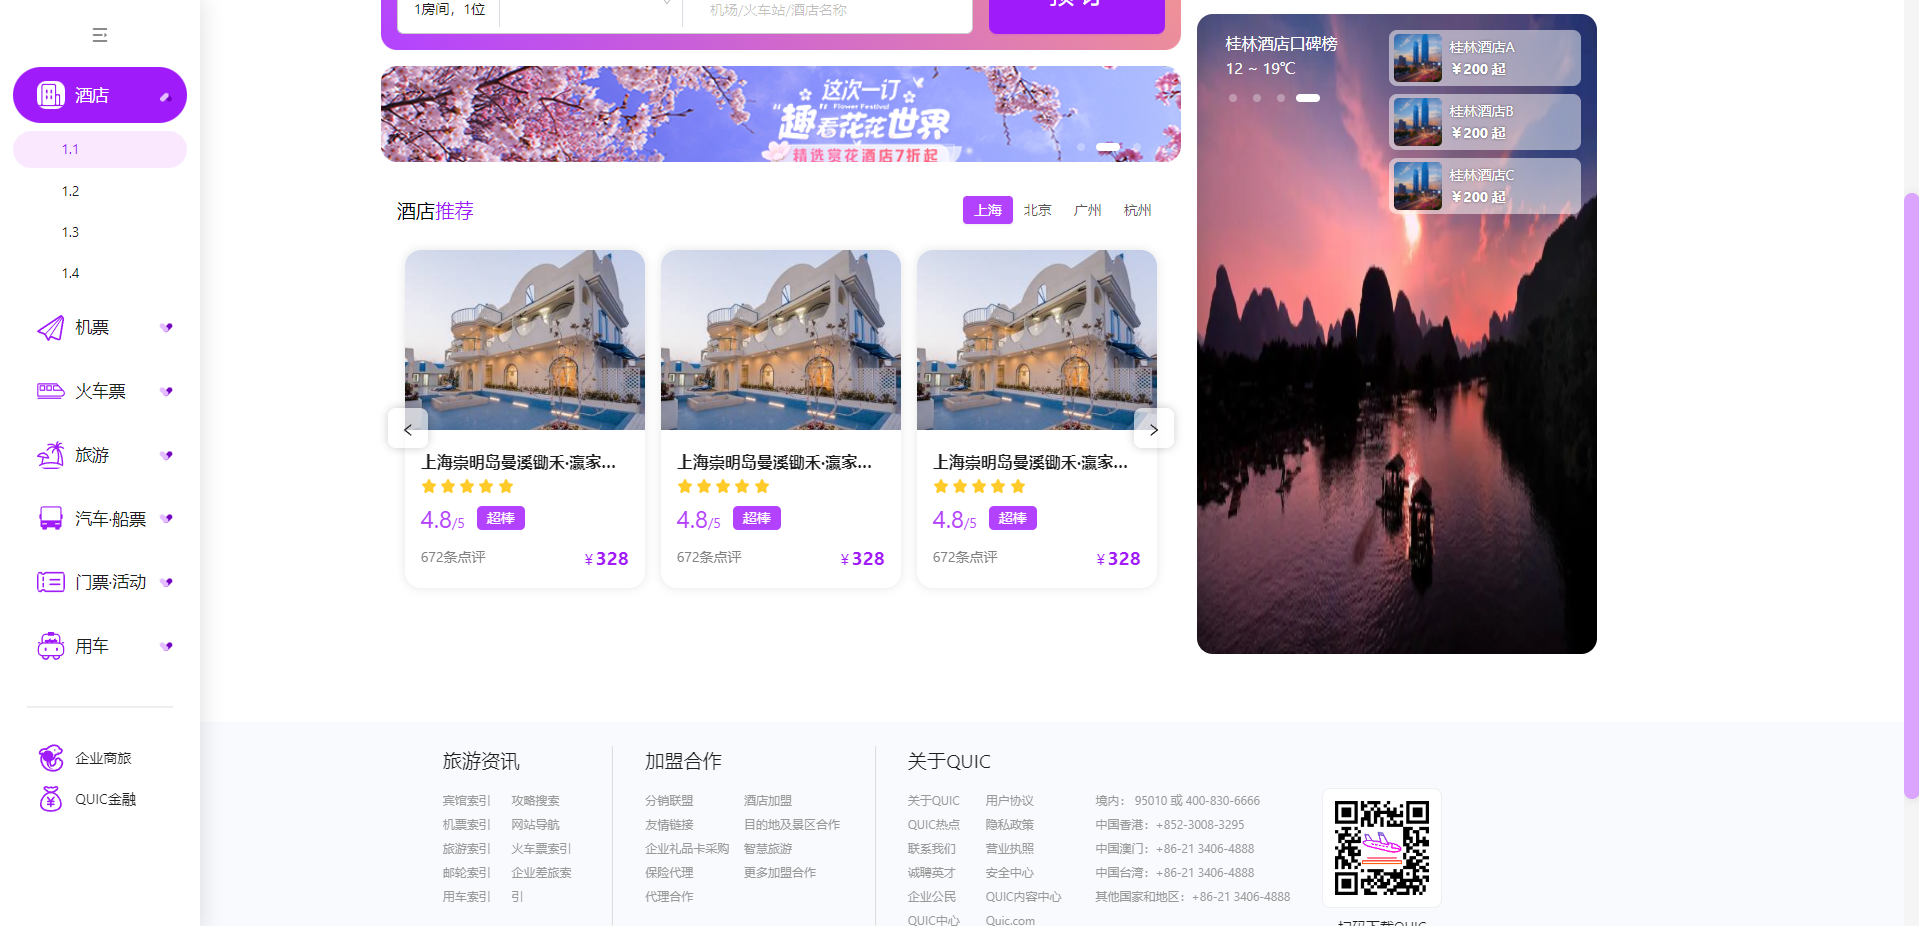 酒店
1.1
1.2
1.3
1.4
机票
火车票
旅游
汽车·船票
门票·活动
用车
企业商旅
QUIC金融
1房间，1位
机场/火车站/酒店名称
预订
这次一订
Flower Festival
“趣看花花世界
精选赏花酒店7折起
酒店推荐
上海
北京
广州
杭州
上海崇明岛曼溪锄禾·瀛家...
4.8/5
超棒
672条点评
￥328
上海崇明岛曼溪锄禾·瀛家...
4.8/5
超棒
672条点评
￥328
上海崇明岛曼溪锄禾·瀛家...
4.8/5
超棒
672条点评
￥328
桂林酒店口碑榜
12 ~ 19℃
桂林酒店A
￥200 起
桂林酒店B
￥200 起
桂林酒店C
￥200 起
旅游资讯
宾馆索引
攻略搜索
机票索引
网站导航
旅游索引
火车票索引
邮轮索引
企业差旅索
引
用车索引
加盟合作
分销联盟
酒店加盟
友情链接
目的地及景区合作
企业礼品卡采购
智慧旅游
保险代理
更多加盟合作
代理合作
关于QUIC
关于QUIC
用户协议
QUIC热点
隐私政策
联系我们
营业执照
诚聘英才
安全中心
企业公民
QUIC内容中心
QUIC中心
Quic.com
境内： 95010 或 400-830-6666
中国香港：+852-3008-3295
中国澳门：+86-21 3406-4888
中国台湾：+86-21 3406-4888
其他国家和地区：+86-21 3406-4888
扫码下载QUIC